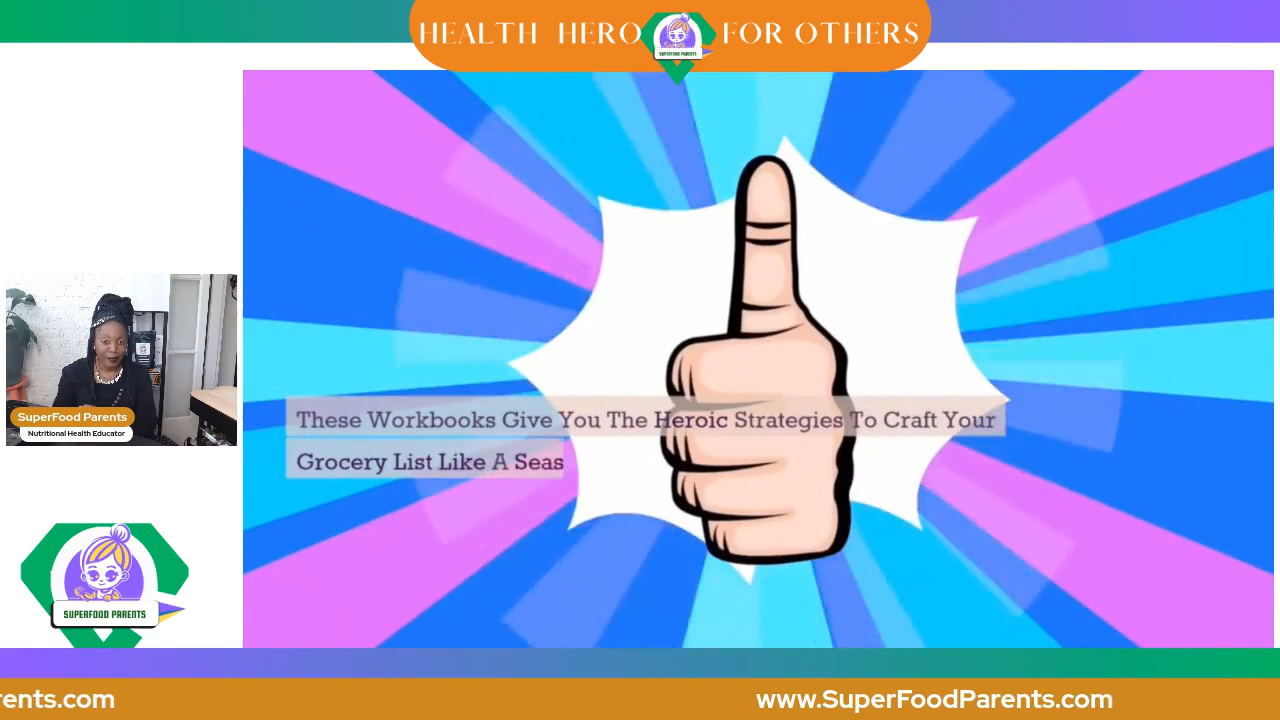 HEALTH HERO FOR OTHERS
SUPERFOOD PARENTS
These Workbooks Give You The Heroic Strategies To Craft Your
Grocery List Like A Seas
SuperFood Parents
Nutritional Health Educator
SUPERFOOD PARENTS
rents.com
www.SuperFoodParents.com